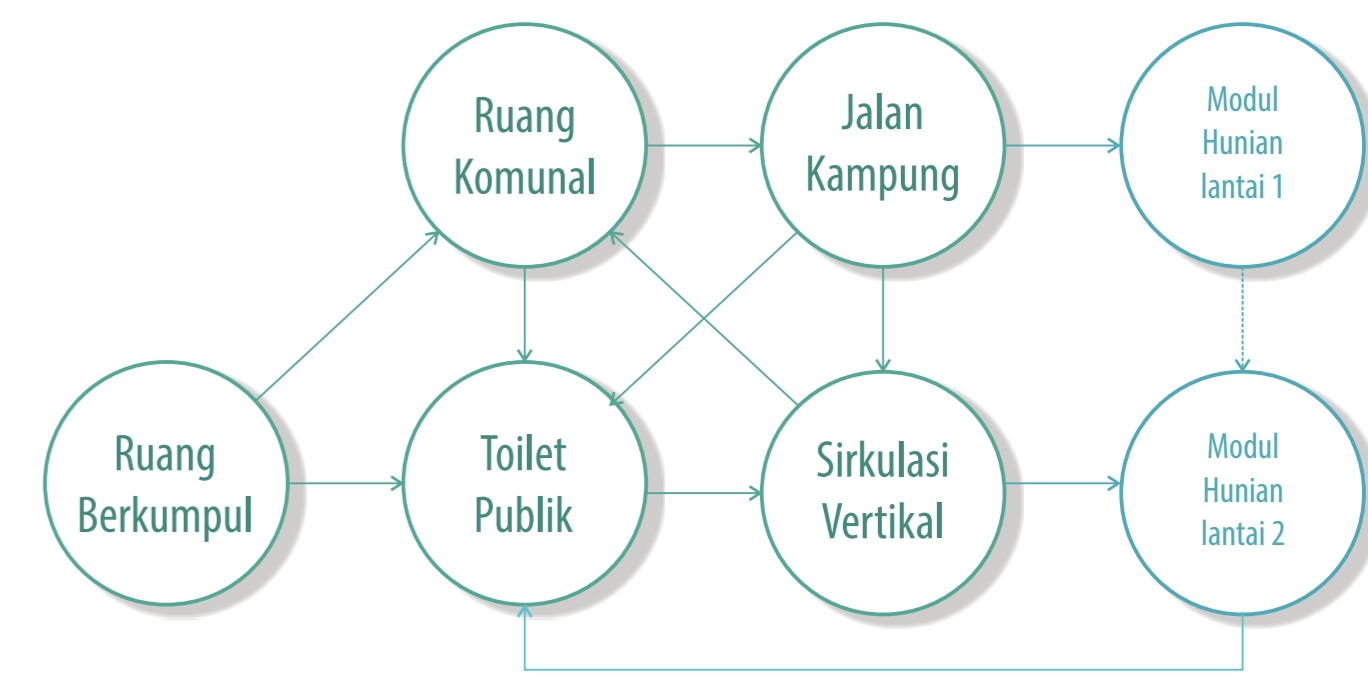 Ruang
Komunal
Jalan
Kampung
Modul
Hunian
lantai 1
Ruang
Berkumpul
Toilet
Publik
Sirkulasi
Vertikal
Modul
Hunian
lantai 2